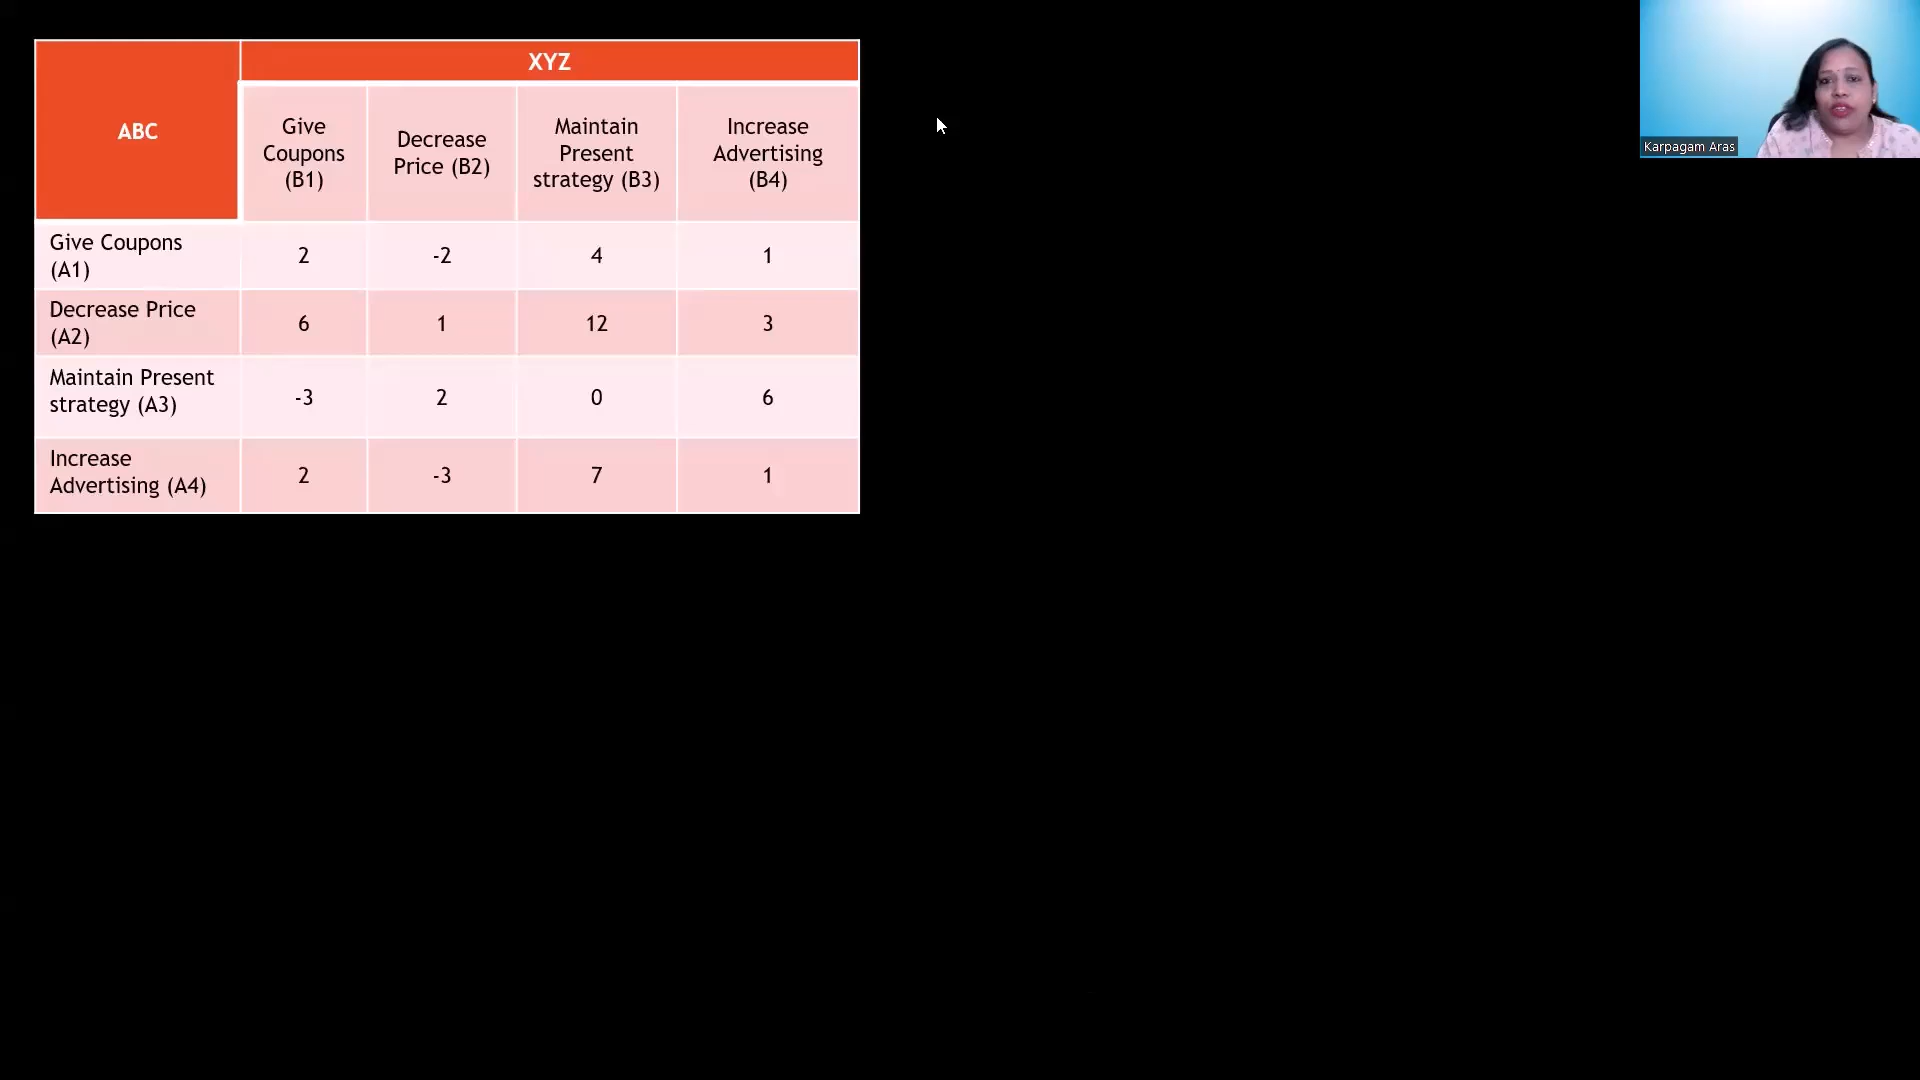 XYZ
ABC
Give
Coupons
(B1)
Decrease
Price (B2)
Maintain
Present
strategy (B3)
Increase
Advertising
(B4)
Give Coupons
(A1)
2
-2
4
1
Decrease Price
(A2)
6
1
12
3
Maintain Present
strategy (A3)
-3
2
0
6
Increase
Advertising (A4)
2
-3
7
1
Karpagam Aras